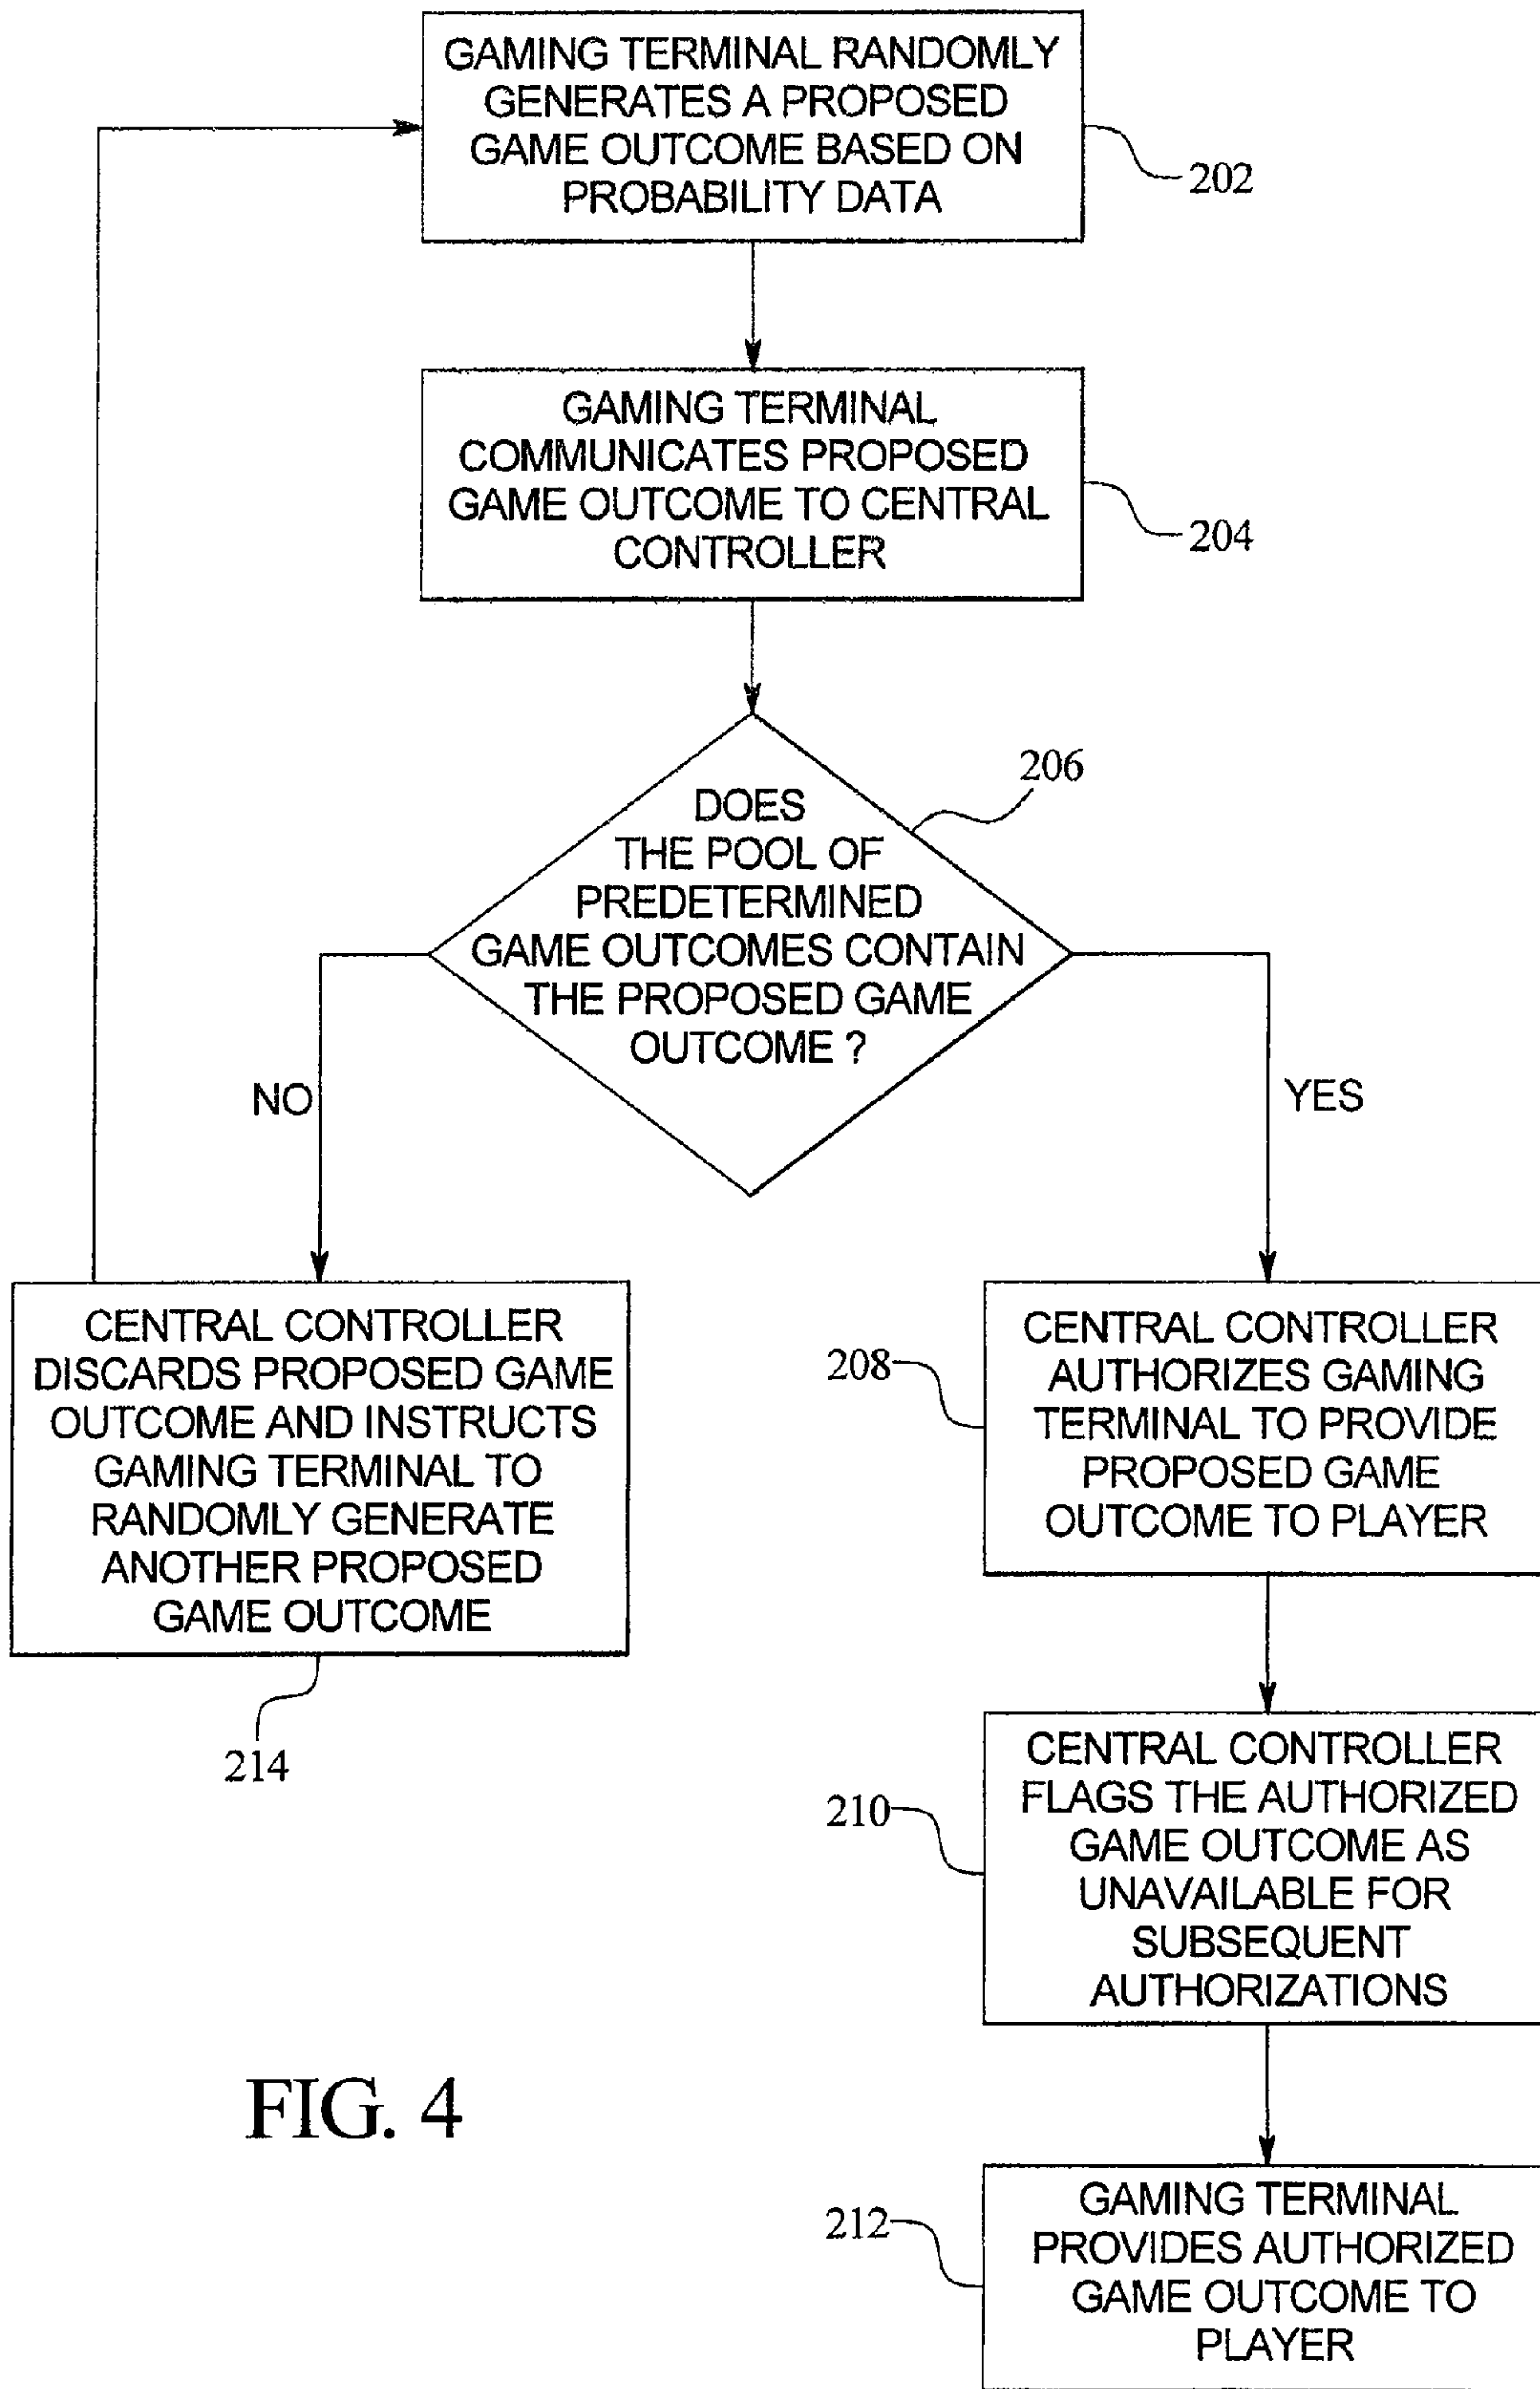 GAMING TERMINAL RANDOMLY
GENERATES A PROPOSED
GAME OUTCOME BASED ON
PROBABILITY DATA
202
GAMING TERMINAL
COMMUNICATES PROPOSED
GAME OUTCOME TO CENTRAL
CONTROLLER
204
206
DOES
THE POOL OF
PREDETERMINED
GAME OUTCOMES CONTAIN
THE PROPOSED GAME
OUTCOME ?
NO
YES
CENTRAL CONTROLLER
DISCARDS PROPOSED GAME
OUTCOME AND INSTRUCTS
GAMING TERMINAL TO
RANDOMLY GENERATE
ANOTHER PROPOSED
GAME OUTCOME
214
CENTRAL CONTROLLER
AUTHORIZES GAMING
TERMINAL TO PROVIDE
PROPOSED GAME
OUTCOME TO PLAYER
208
CENTRAL CONTROLLER
FLAGS THE AUTHORIZED
GAME OUTCOME AS
UNAVAILABLE FOR
SUBSEQUENT
AUTHORIZATIONS
210
GAMING TERMINAL
PROVIDES AUTHORIZED
GAME OUTCOME TO
PLAYER
212
FIG. 4